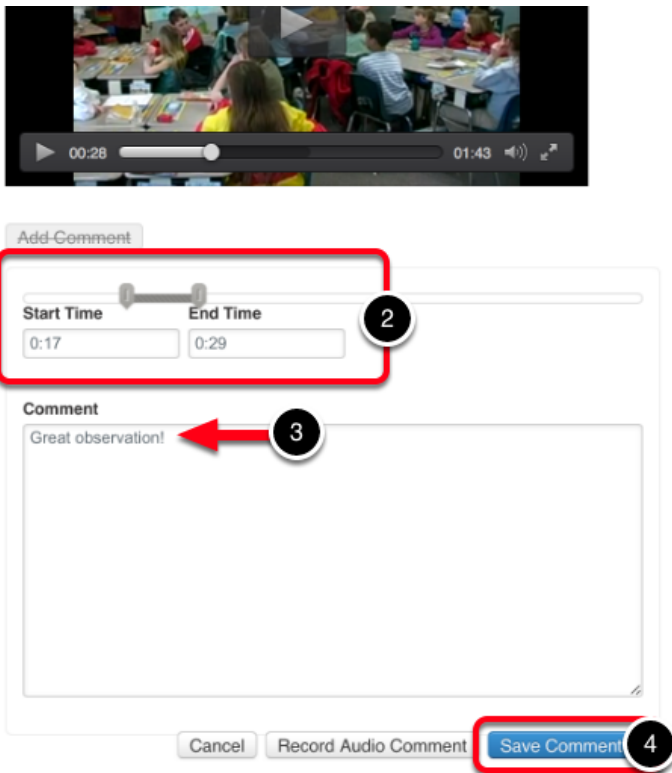 00:28 01:43
Add Comment
2
Start Time End Time
0:17 0:29
Comment
Great observation! 3
Cancel Record Audio Comment Save Comment 4